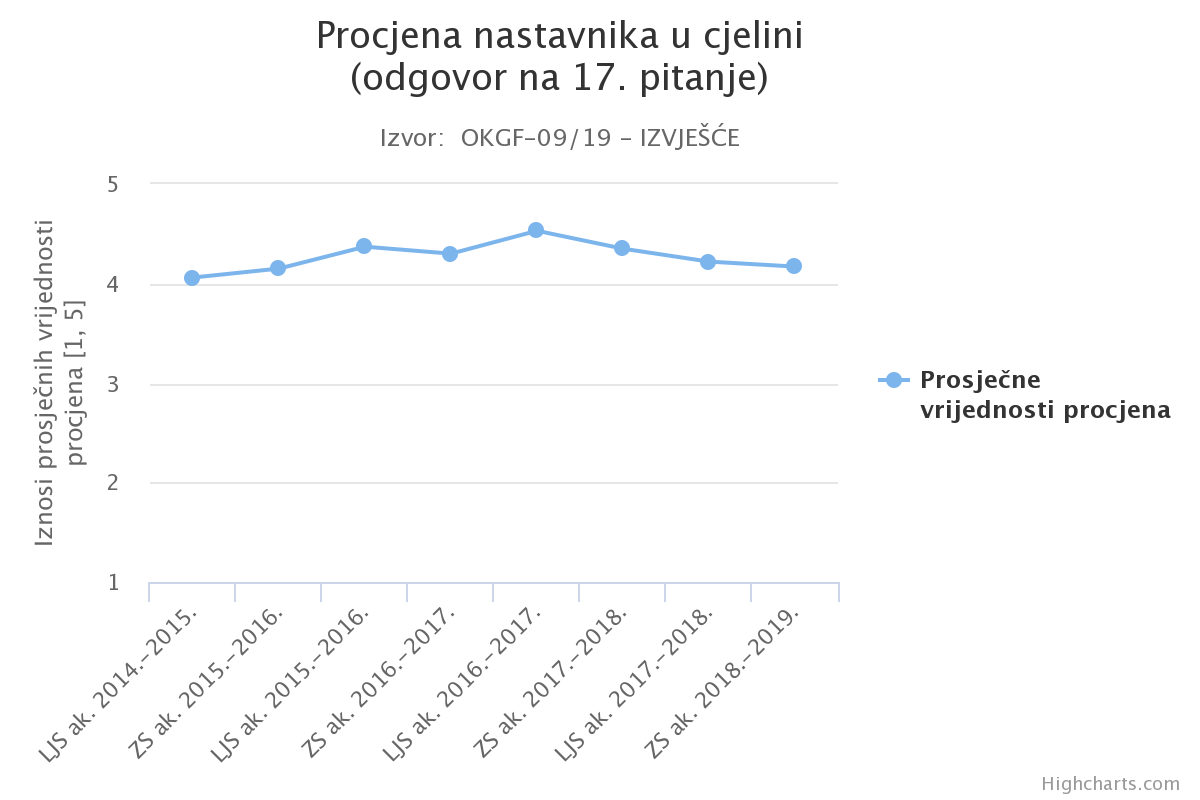 Procjena nastavnika u cjelini
(odgovor na 17. pitanje)
Izvor:  OKGF-09/19 - IZVJEŠĆE
Iznosi prosječnih vrijednosti
procjena [1, 5]
5
4
3
2
1
LJS ak. 2014.-2015.
ZS ak. 2015.-2016.
LJS ak. 2015.-2016.
ZS ak. 2016.-2017.
LJS ak. 2016.-2017.
ZS ak. 2017.-2018.
LJS ak. 2017.-2018.
ZS ak. 2018.-2019.
Prosječne
vrijednosti procjena
Highcharts.com